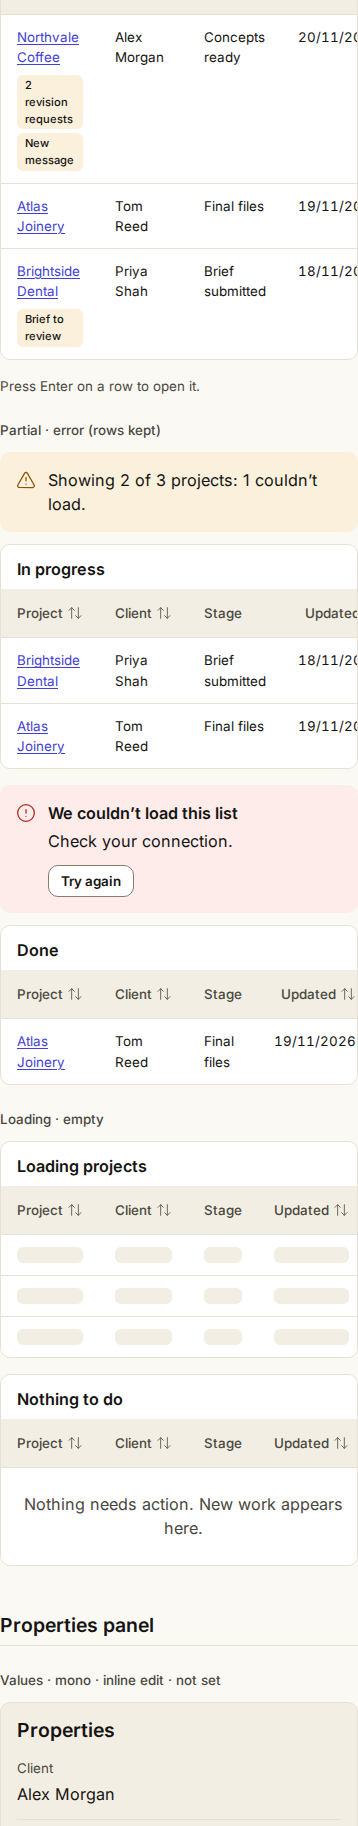 Northvale Alex Concepts 20/11/20
Coffee Morgan ready
2
revision
requests
New
message
Atlas Tom Final files 19/11/20
Joinery Reed
Brightside Priya Brief 18/11/20
Dental Shah submitted
Brief to
review
Press Enter on a row to open it.
Partial · error (rows kept)
Showing 2 of 3 projects: 1 couldn’t
load.
In progress
Project Client Stage Updated
Brightside Priya Brief 18/11/20
Dental Shah submitted
Atlas Tom Final files 19/11/20
Joinery Reed
We couldn’t load this list
Check your connection.
Try again
Done
Project Client Stage Updated
Atlas Tom Final 19/11/2026
Joinery Reed files
Loading · empty
Loading projects
Project Client Stage Updated
Nothing to do
Project Client Stage Updated
Nothing needs action. New work appears
here.
Properties panel
Values · mono · inline edit · not set
Properties
Client
Alex Morgan